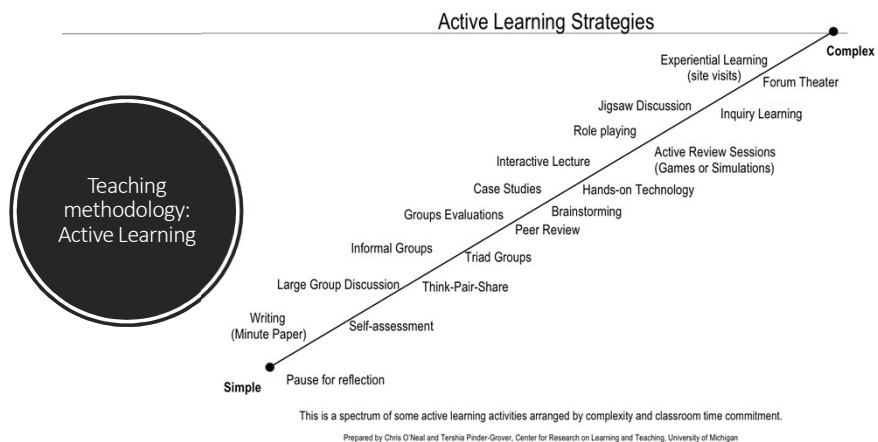 Active Learning Strategies
Complex
Experiential Learning
(site visits)
Forum Theater
Jigsaw Discussion
Inquiry Learning
Role playing
Active Review Sessions
(Games or Simulations)
Interactive Lecture
Hands-on Technology
Case Studies
Brainstorming
Groups Evaluations
Peer Review
Informal Groups
Triad Groups
Large Group Discussion
Think-Pair-Share
Writing
(Minute Paper)
Self-assessment
Simple
Pause for reflection
Teaching
methodology:
Active Learning
This is a spectrum of some active learning activities arranged by complexity and classroom time commitment.
Prepared by Chris O'Neal and Tershia Pinder-Grover, Center for Research on Learning and Teaching, University of Michigan